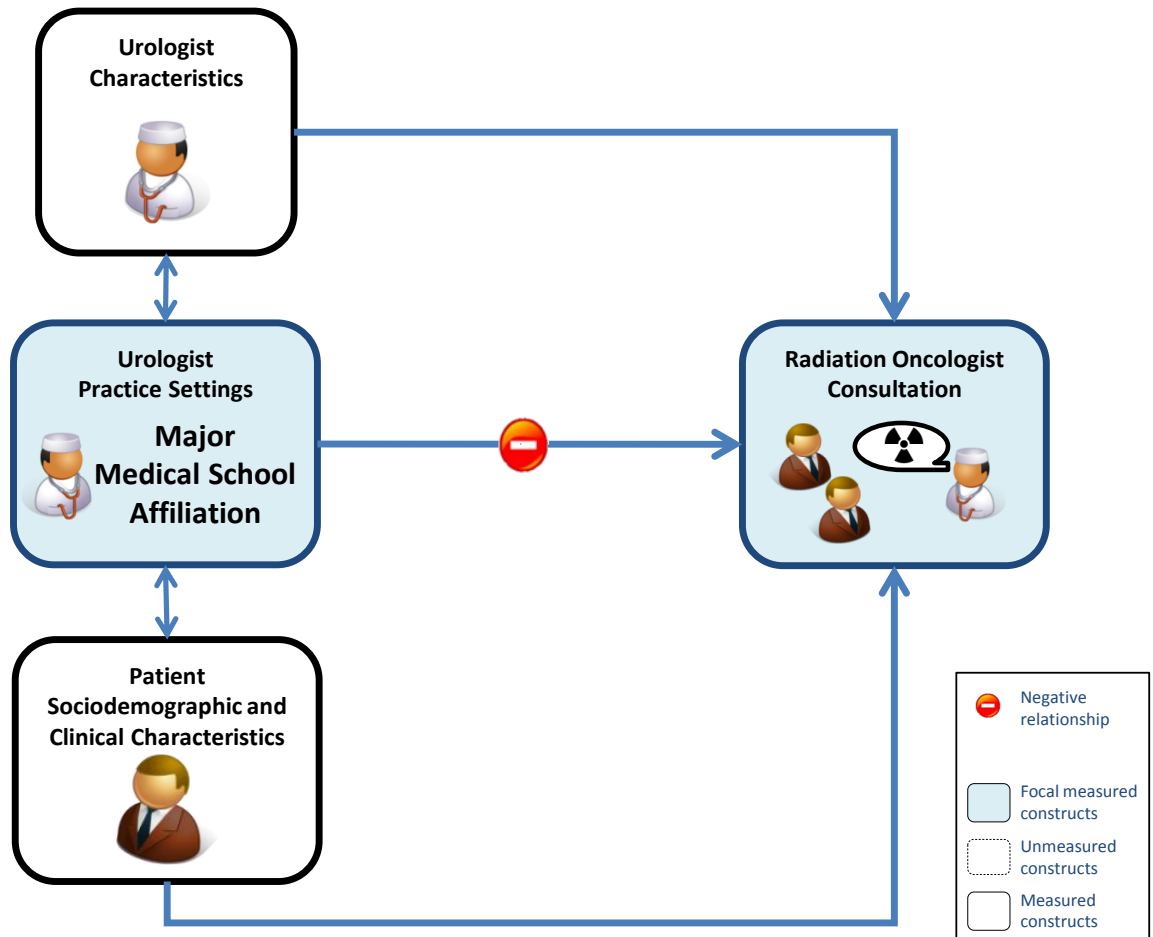 Urologist
Characteristics
Urologist
Practice Settings
Major
Medical School
Affiliation
Radiation Oncologist
Consultation
Patient
Sociodemographic and
Clinical Characteristics
Negative
relationship
Focal measured
constructs
Unmeasured
constructs
Measured
constructs